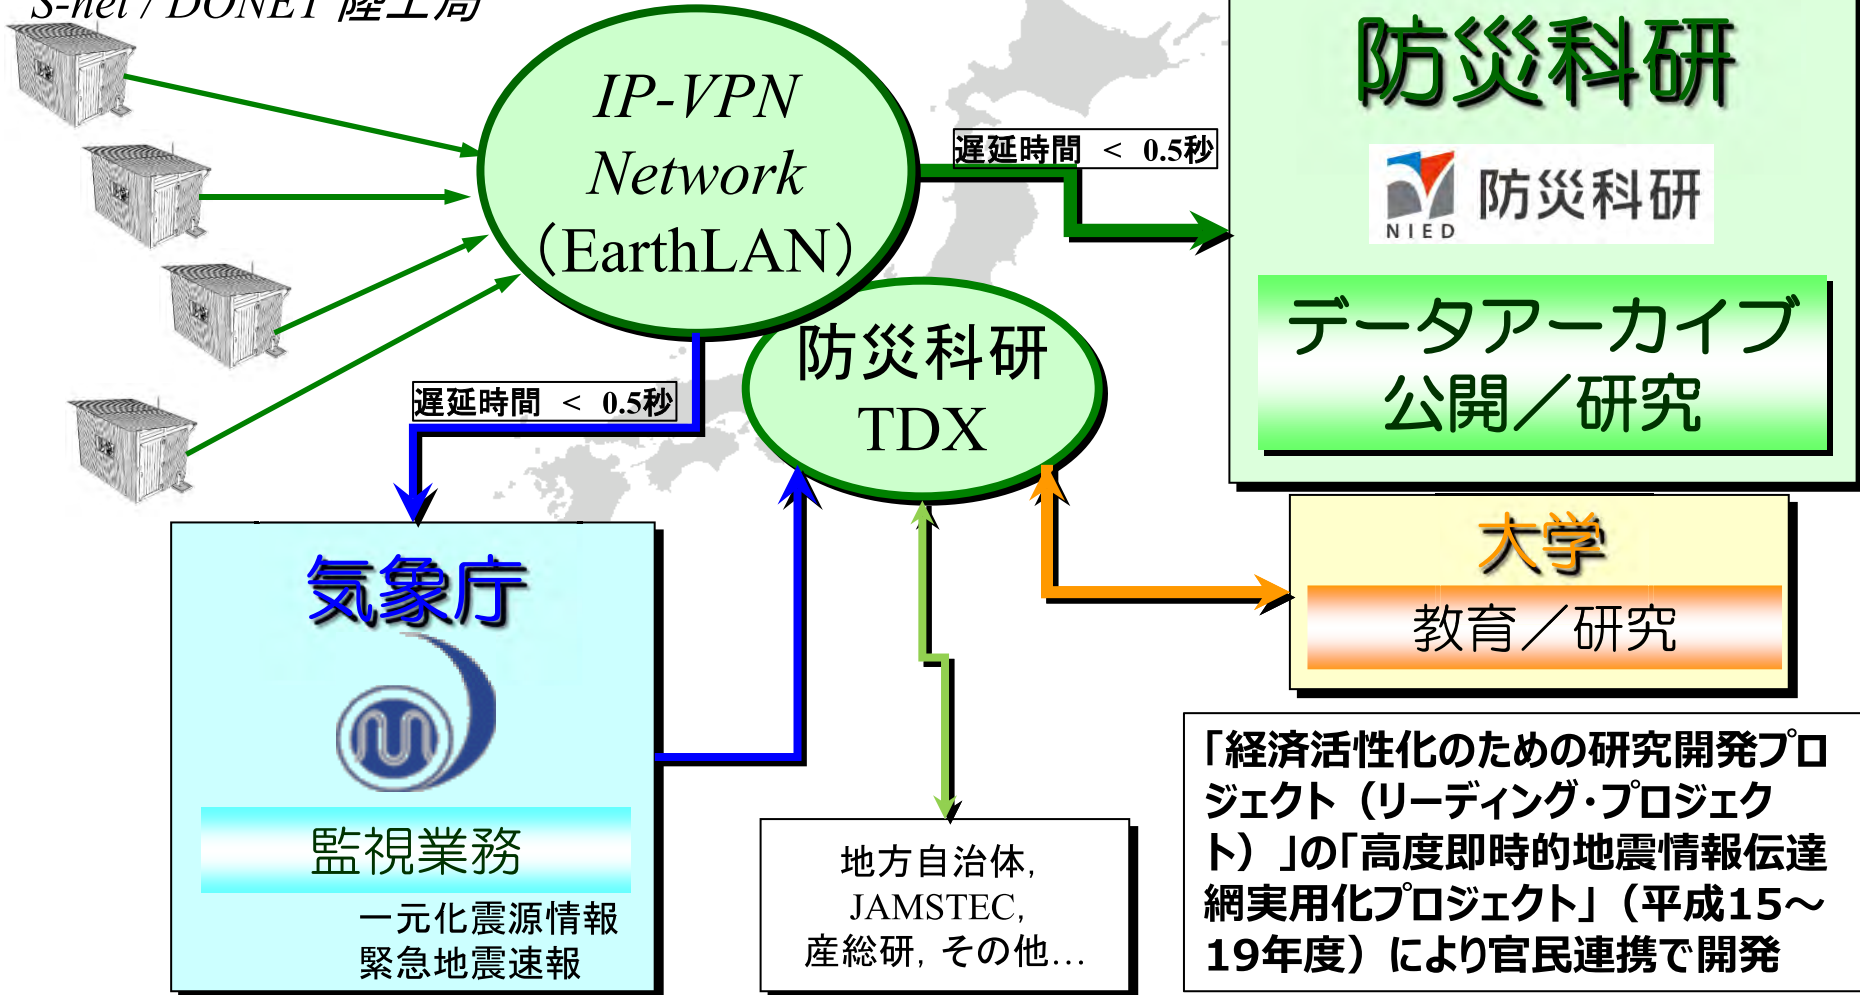 S-net / DONET 陸上局
IP-VPN
Network
（EarthLAN）
遅延時間 < 0.5秒
防災科研
NIED 防災科研
データアーカイブ
公開／研究
防災科研
TDX
遅延時間 < 0.5秒
気象庁
監視業務
一元化震源情報
緊急地震速報
地方自治体,
JAMSTEC,
産総研, その他…
大学
教育／研究
「経済活性化のための研究開発プロ
ジェクト（リーディング・プロジェク
ト）」の「高度即時的地震情報伝達
網実用化プロジェクト」（平成15～
19年度）により官民連携で開発